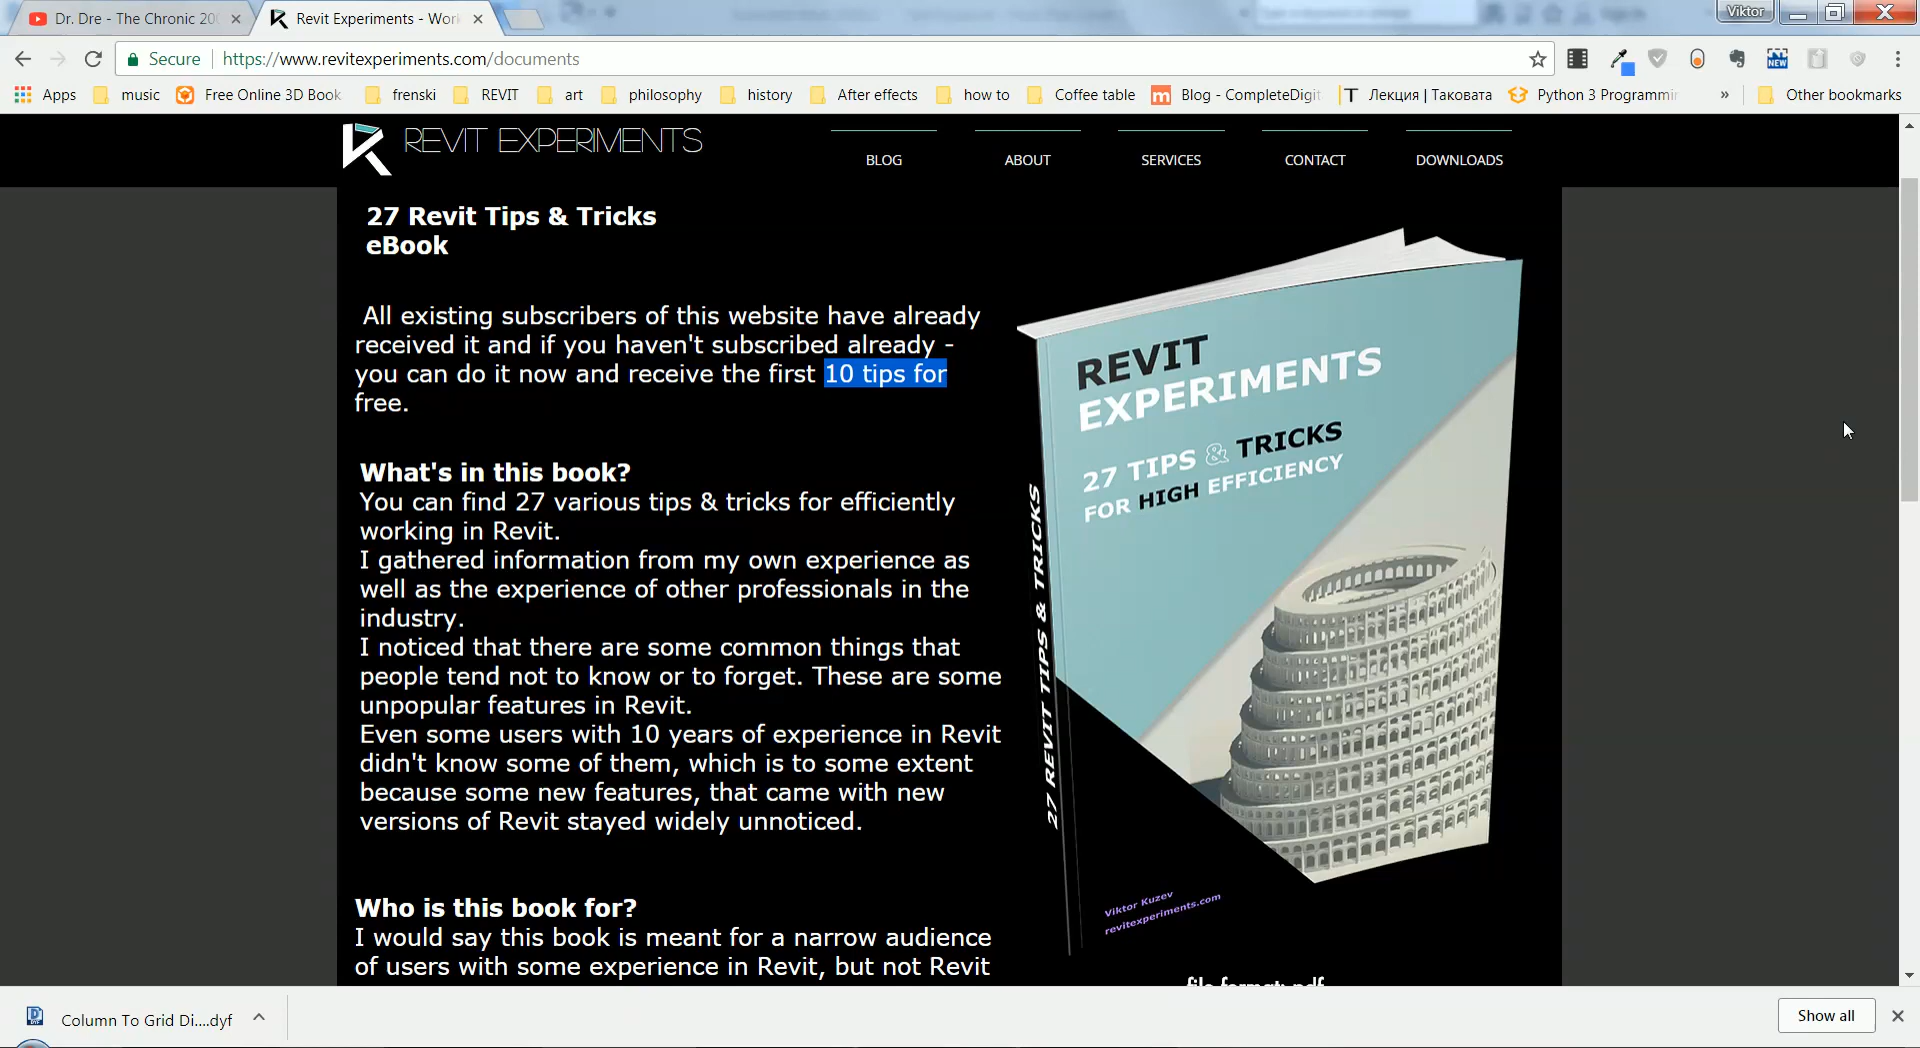 Dr. Dre - The Chronic 200
Revit Experiments - Work
Viktor
Secure
https://www.revitexperiments.com/documents
NEW
Apps
music
Free Online 3D Book
frenski
REVIT
art
philosophy
history
After effects
how to
Coffee table
m
Blog - CompleteDigit
T
Лекция | Таковата
Python 3 Programmin
»
Other bookmarks
REVIT EXPERIMENTS
BLOG
ABOUT
SERVICES
CONTACT
DOWNLOADS
27 Revit Tips & Tricks
eBook
All existing subscribers of this website have already
received it and if you haven't subscribed already -
you can do it now and receive the first 10 tips for
free.
What's in this book?
You can find 27 various tips & tricks for efficiently
working in Revit.
I gathered information from my own experience as
well as the experience of other professionals in the
industry.
I noticed that there are some common things that
people tend not to know or to forget. These are some
unpopular features in Revit.
Even some users with 10 years of experience in Revit
didn't know some of them, which is to some extent
because some new features, that came with new
versions of Revit stayed widely unnoticed.
Who is this book for?
I would say this book is meant for a narrow audience
of users with some experience in Revit, but not Revit
REVIT
EXPERIMENTS
27 TIPS & TRICKS
FOR HIGH EFFICIENCY
27 REVIT TIPS & TRICKS
Viktor Kuzev
revitexperiments.com
file format: pdf
Column To Grid Di....dyf
Show all